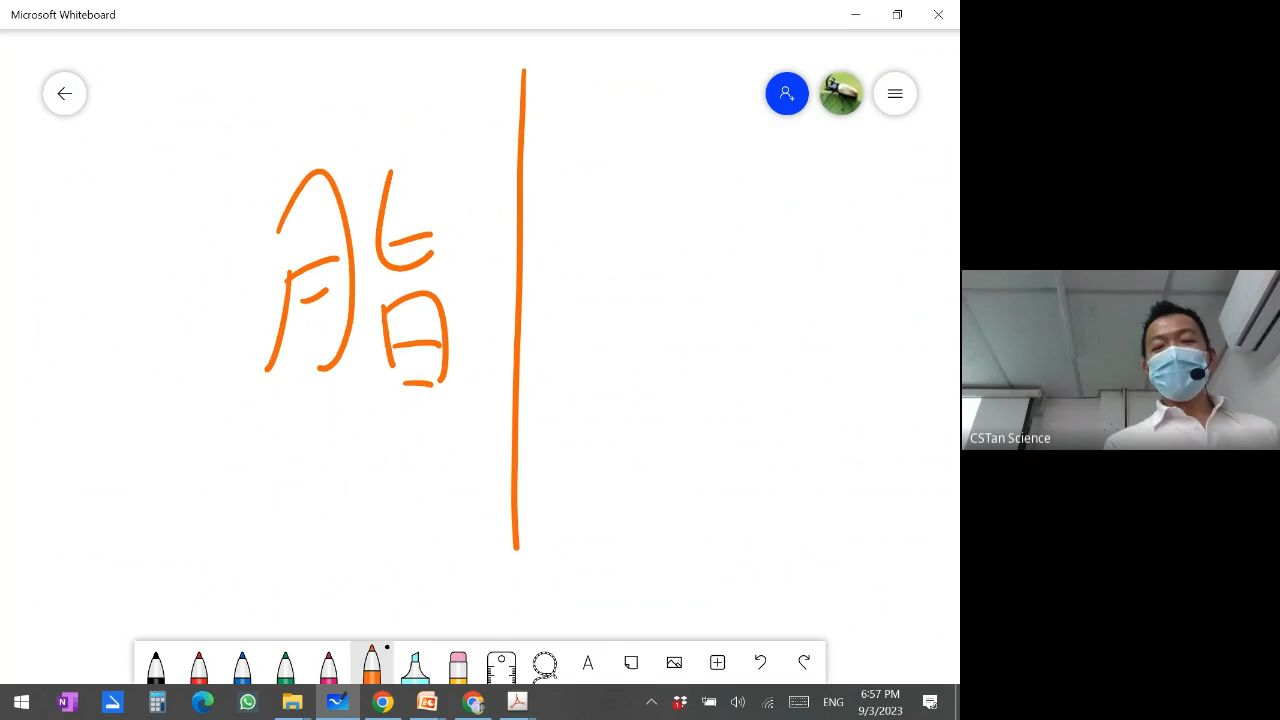 Microsoft Whiteboard
脂
CSTan Science
A
ENG
6:57 PM
9/3/2023